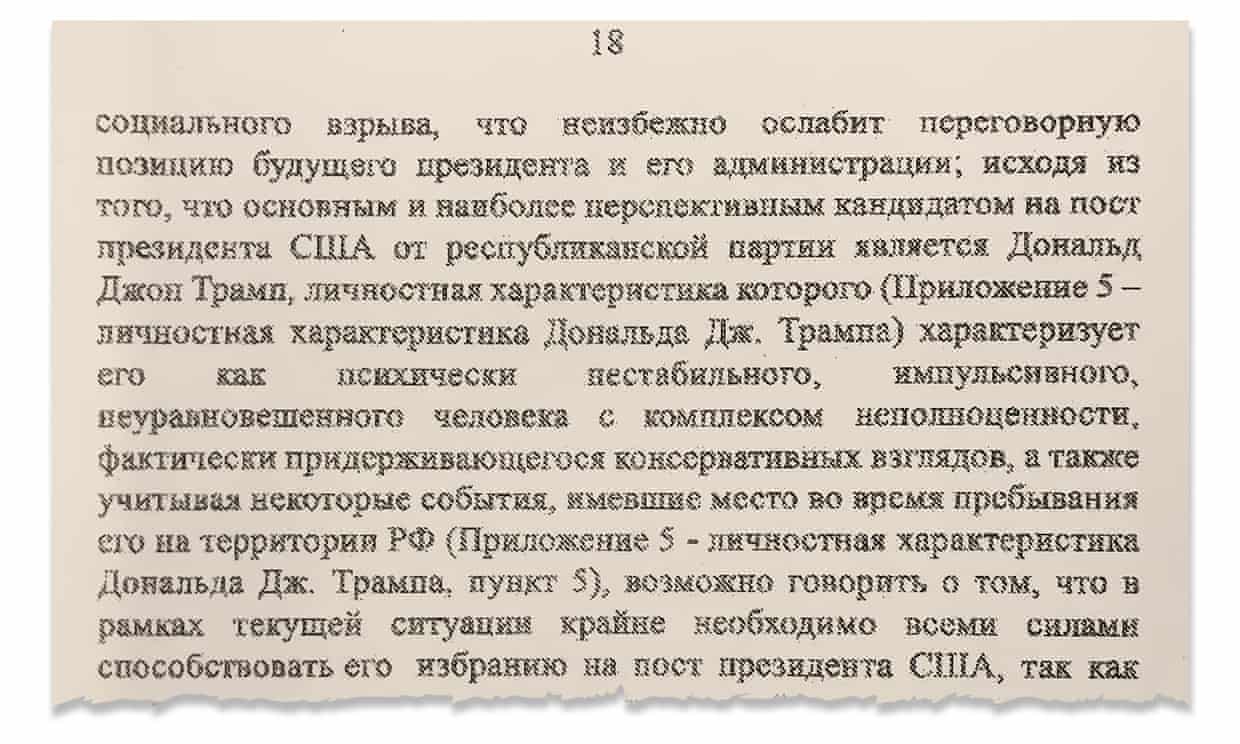 18
социального взрыва, что неизбежно ослабит переговорную
позицию будущего президента и его администрации; исходя из
того, что основным и наиболее перспективным кандидатом на пост
президента США от республиканской партии является Дональд
Джон Трамп, личностная характеристика которого (Приложение 5 –
личностная характеристика Дональда Дж. Трампа) характеризует
его как психически нестабильного, импульсивного,
неуравновешенного человека с комплексом неполноценности,
фактически придерживающегося консервативных взглядов, а также
учитывая некоторые события, имевшие место во время пребывания
его на территории РФ (Приложение 5 - личностная характеристика
Дональда Дж. Трампа, пункт 5), возможно говорить о том, что в
рамках текущей ситуации крайне необходимо всеми силами
способствовать его избранию на пост президента США, так как